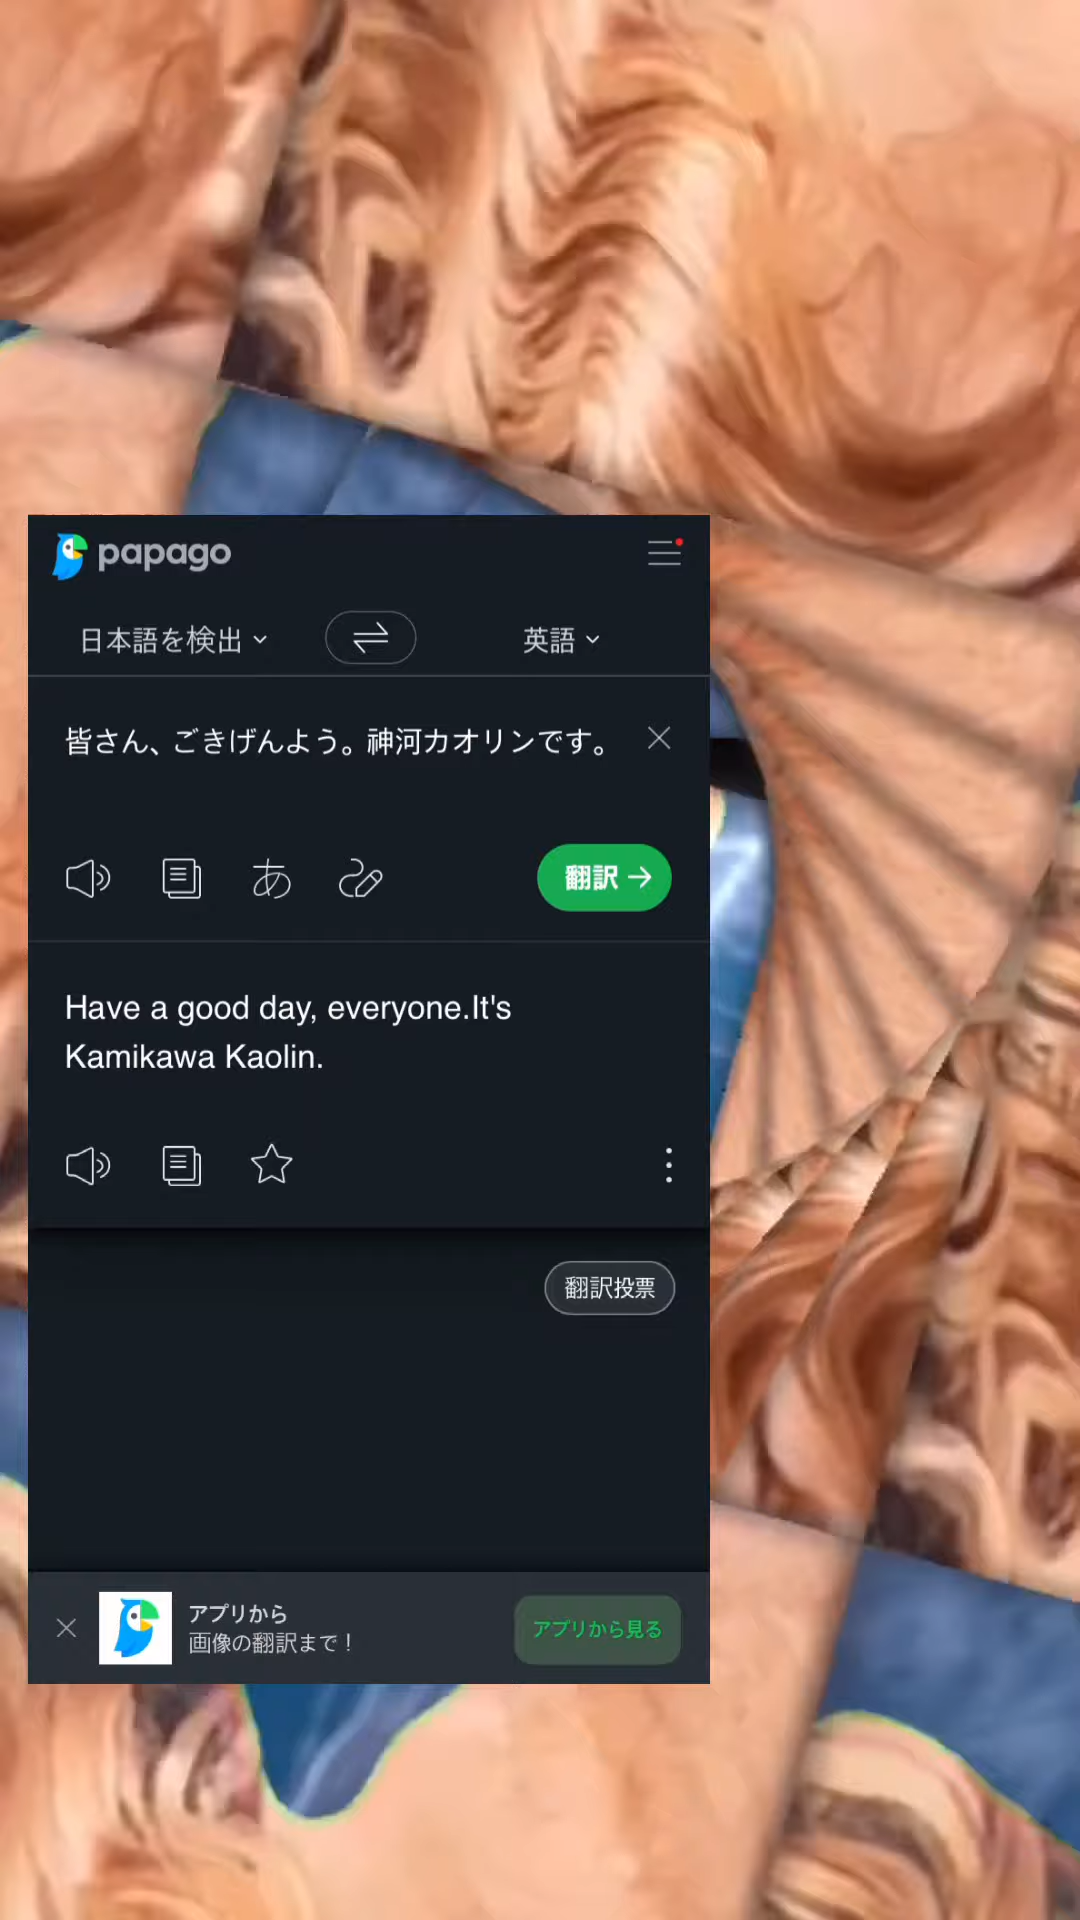 papago
日本語を検出
英語
皆さん、ごきげんよう。神河カオリンです。
あ
翻訳
Have a good day, everyone.It's
Kamikawa Kaolin.
翻訳投票
アプリから
画像の翻訳まで！
アプリから見る